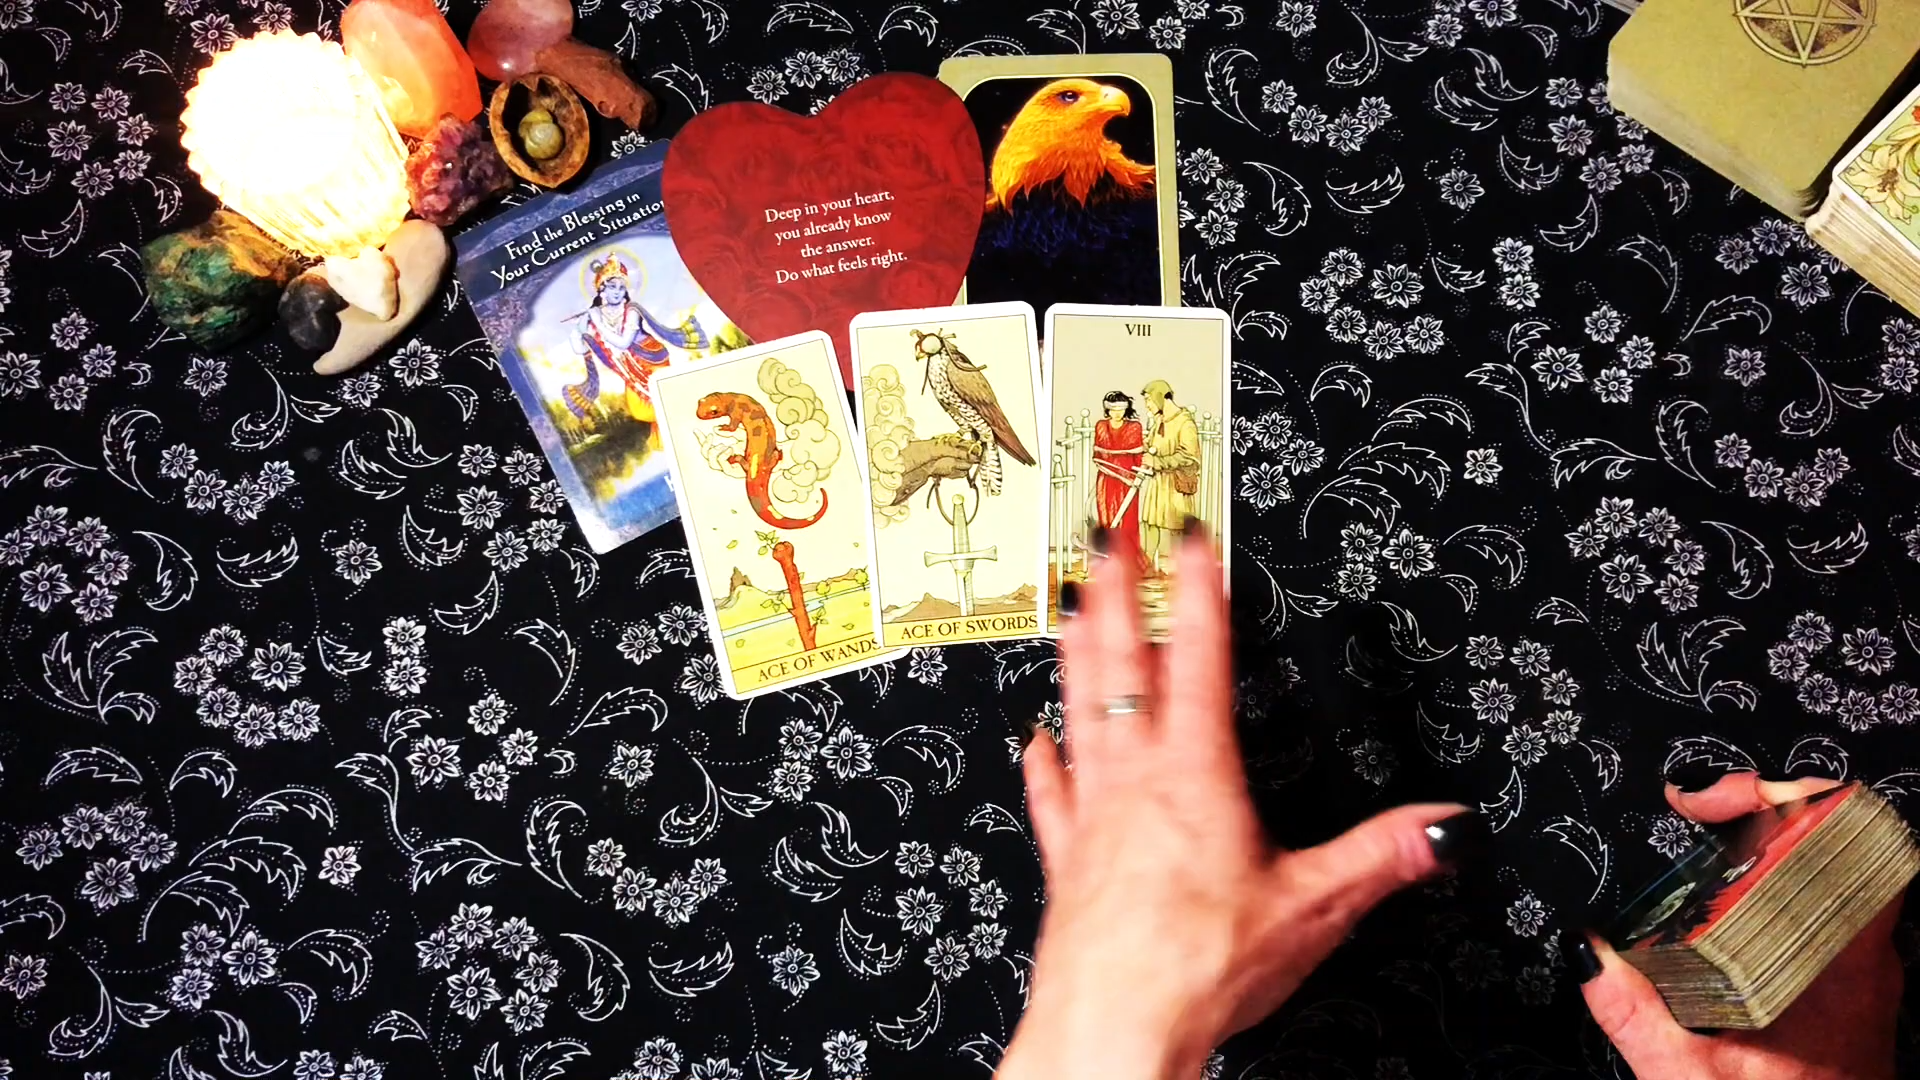 Find the Blessing in
Your Current Situation
Deep in your heart,
you already know
the answer.
Do what feels right.
VIII
ACE OF WANDS
ACE OF SWORDS